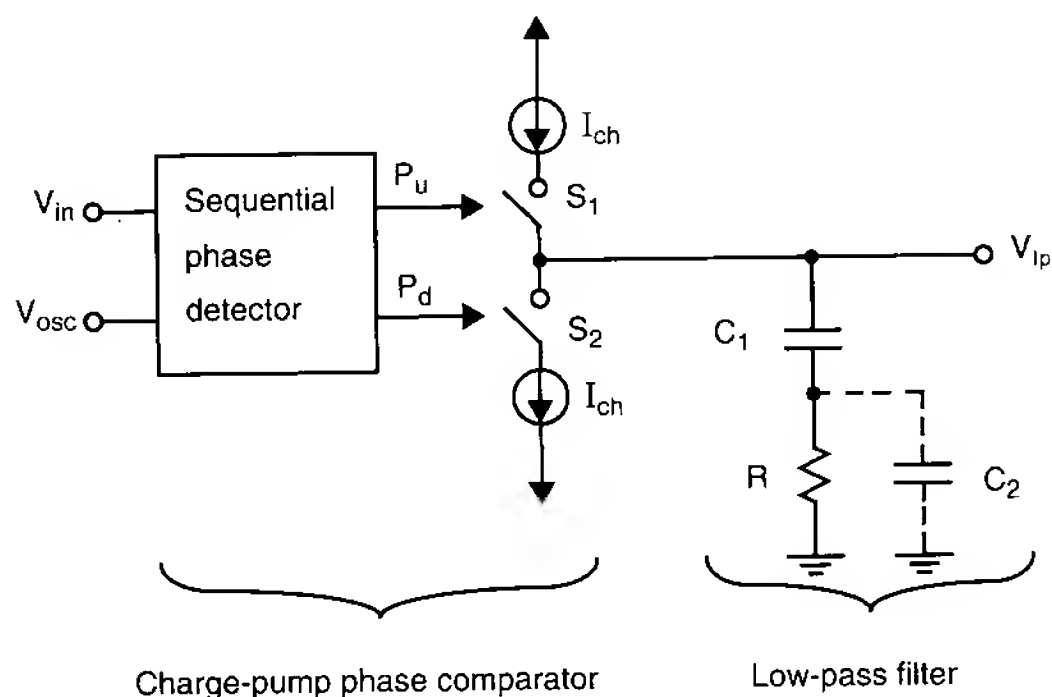 I_ch
Sequential
phase
detector
V_in
V_osc
P_u
P_d
S_1
S_2
I_ch
V_lp
C_1
R
C_2
Charge-pump phase comparator
Low-pass filter